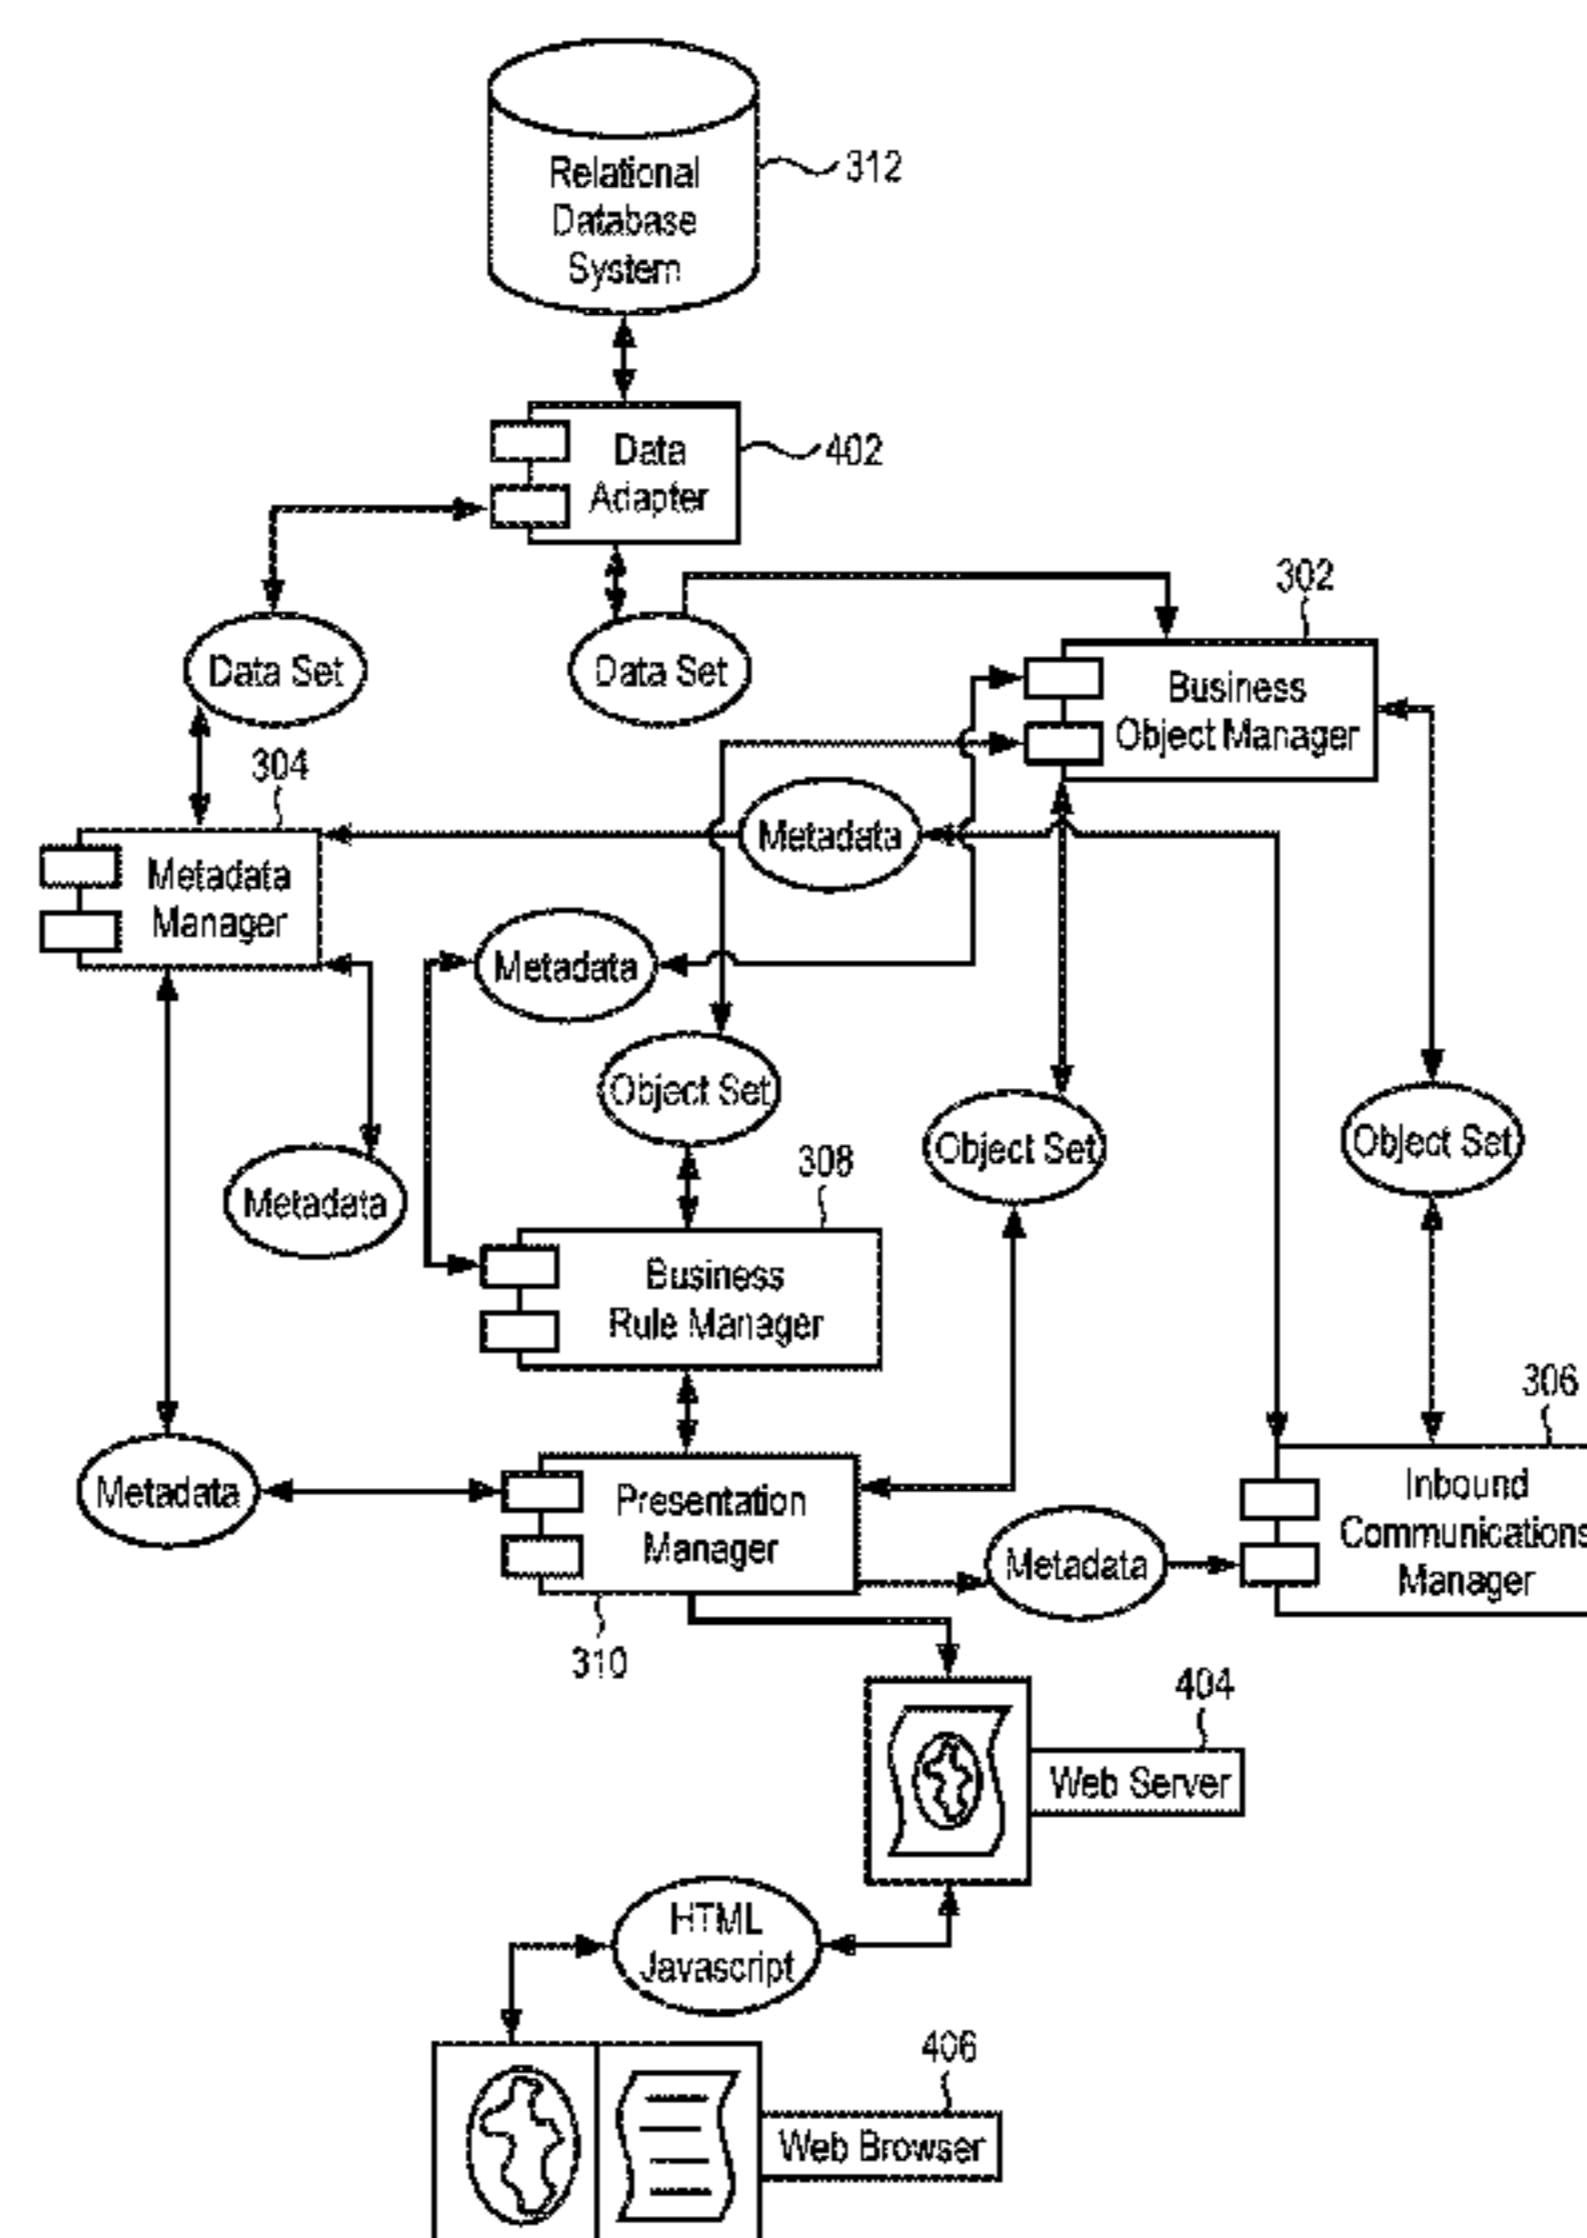 Relational
Database
System
312
Data
Adapter
402
302
Data Set
Data Set
Business
Object Manager
304
Metadata
Metadata
Manager
Metadata
Object Set
Object Set
Object Set
308
Metadata
Business
Rule Manager
306
Metadata
Presentation
Manager
Inbound
Communications
Manager
Metadata
310
404
Web Server
HTML
Javascript
406
Web Browser